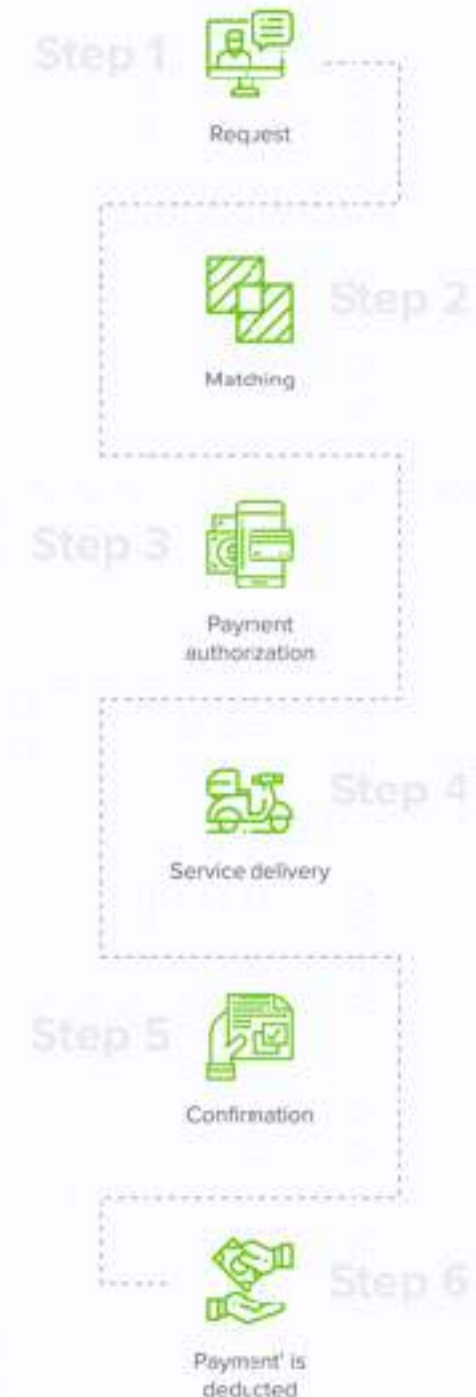 Step 1
Request
Step 2
Matching
Step 3
Payment
authorization
Step 4
Service delivery
Step 5
Confirmation
Step 6
Payment' is
deducted